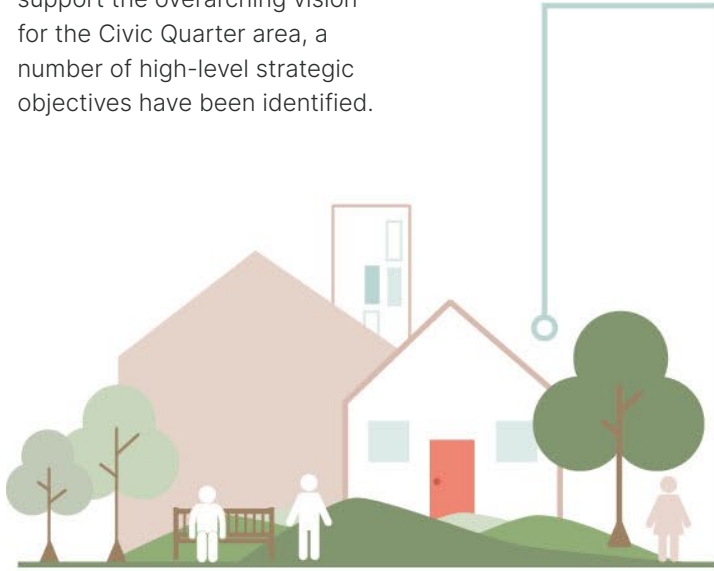 support the overarching vision
for the Civic Quarter area, a
number of high-level strategic
objectives have been identified.